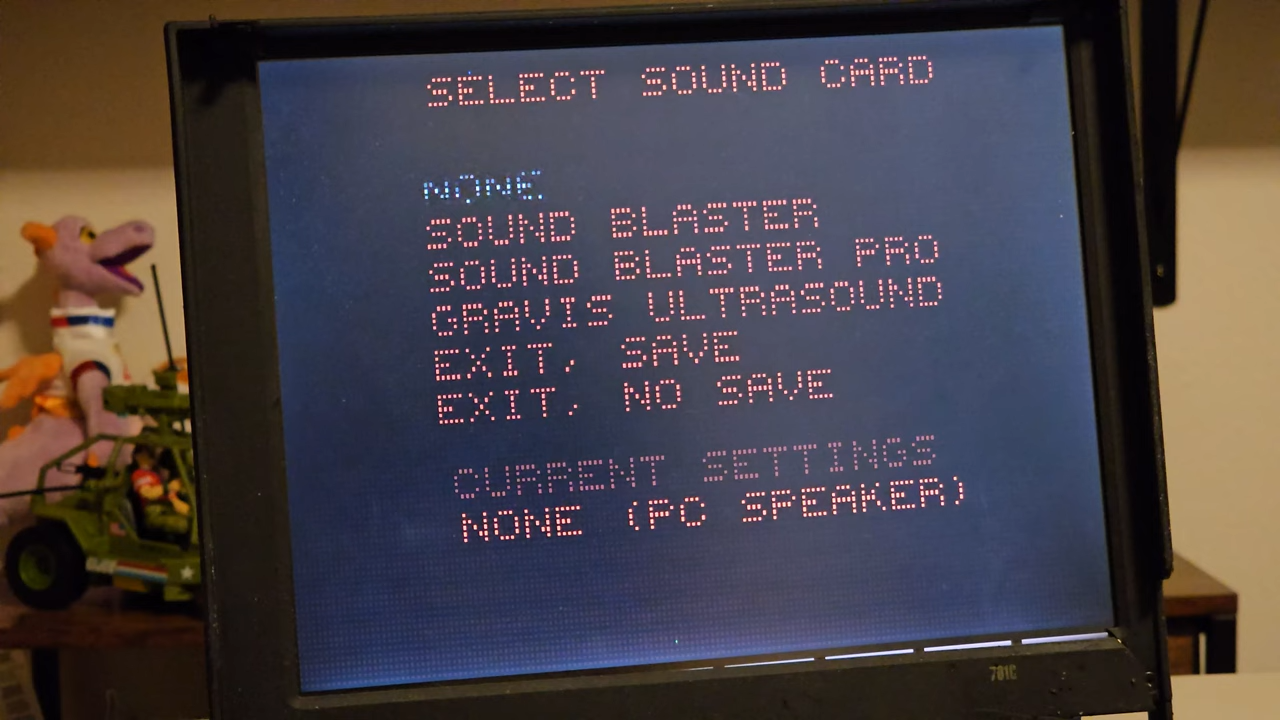 SELECT SOUND CARD
NONE
SOUND BLASTER
SOUND BLASTER PRO
GRAVIS ULTRASOUND
EXIT, SAVE
EXIT, NO SAVE
CURRENT SETTINGS
NONE (PC SPEAKER)
701C